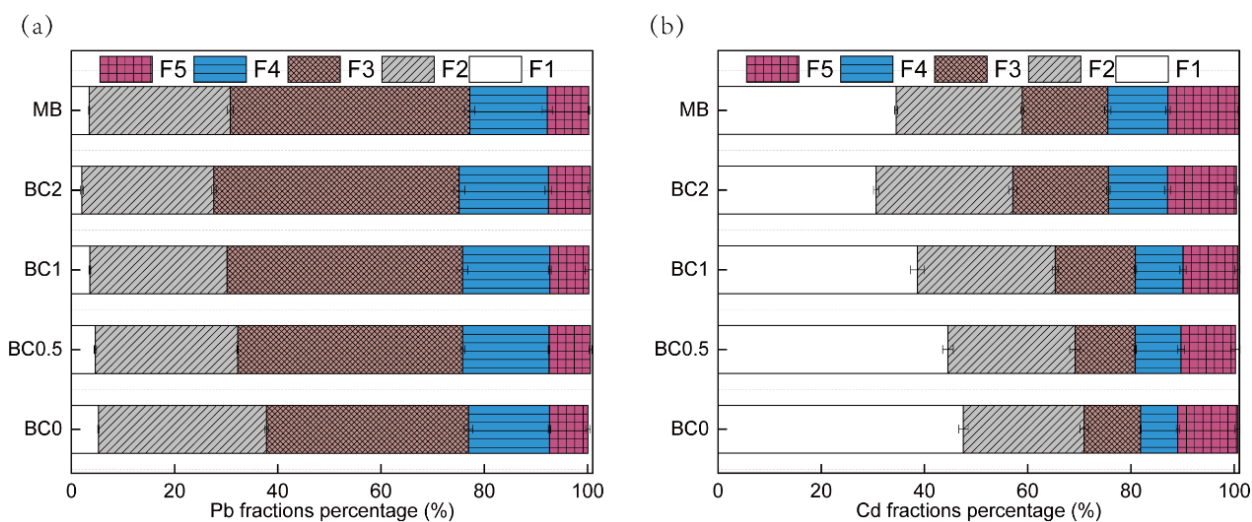 (a)
F5 F4 F3 F2 F1
MB
BC2
BC1
BC0.5
BC0
0 20 40 60 80 100
Pb fractions percentage (%)
(b)
F5 F4 F3 F2 F1
MB
BC2
BC1
BC0.5
BC0
0 20 40 60 80 100
Cd fractions percentage (%)